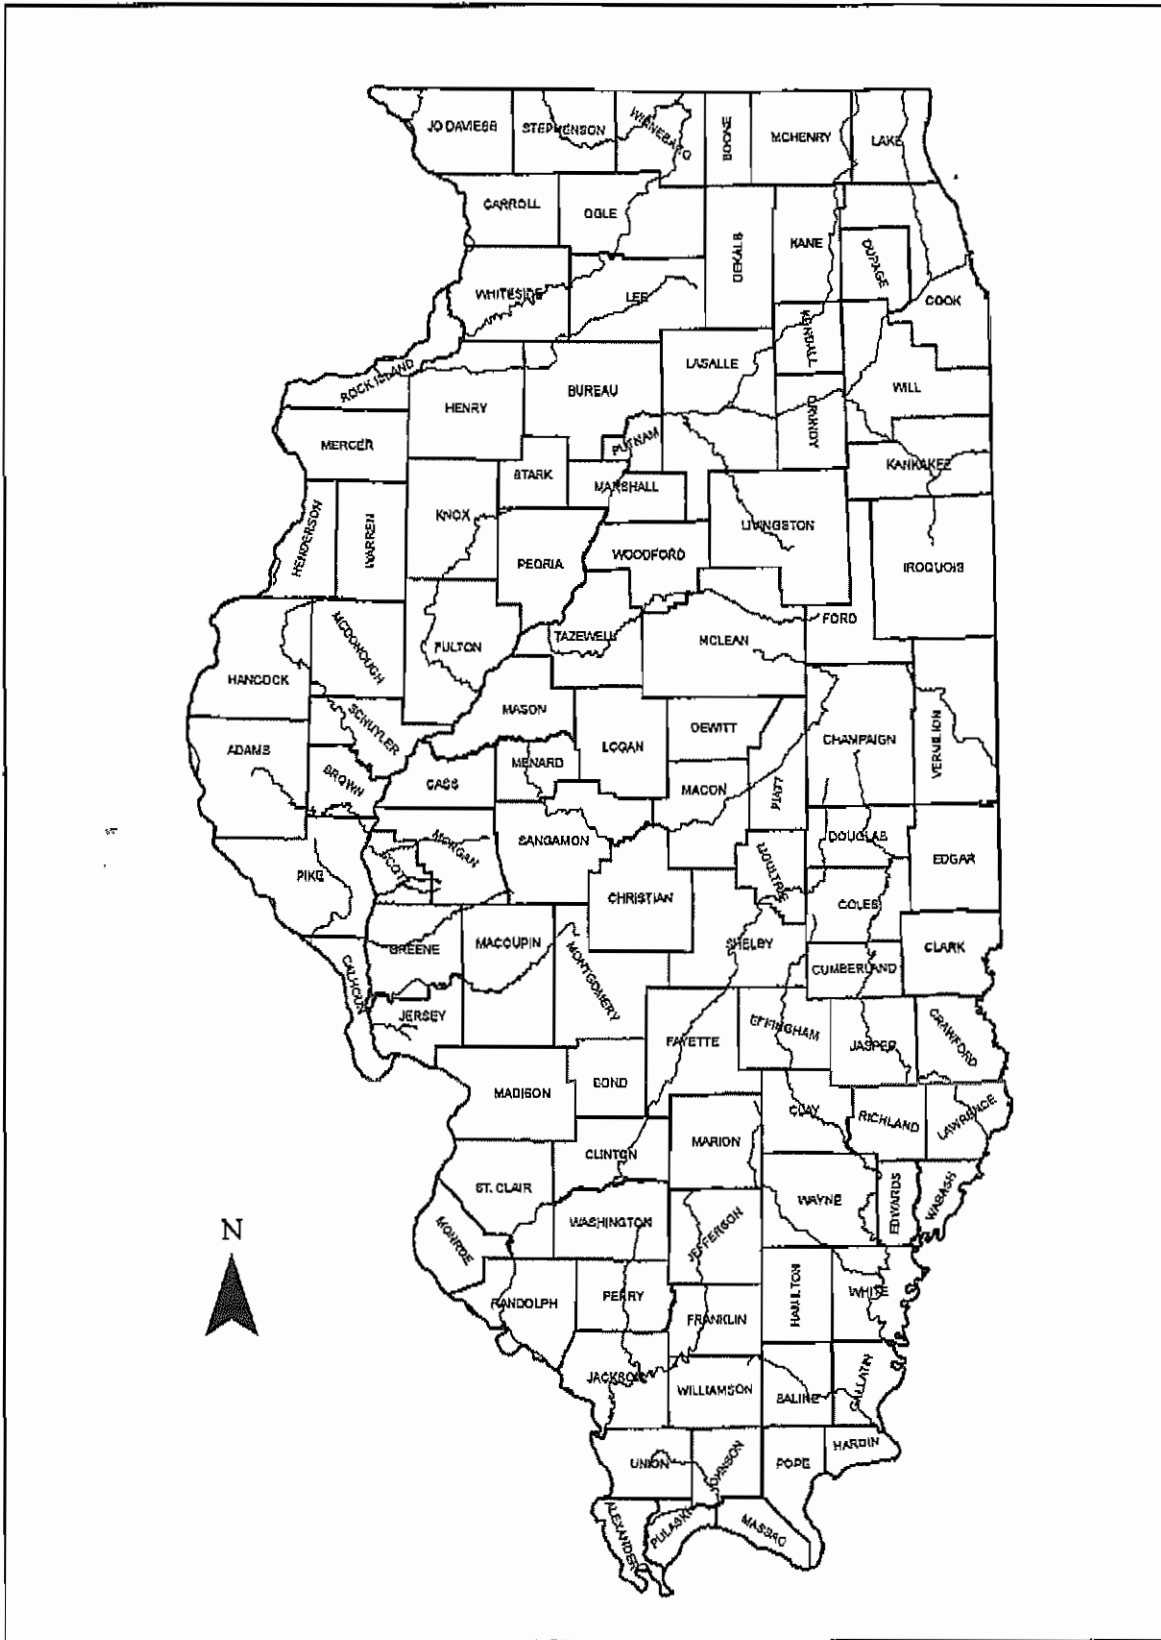 JO DAVIESS
STEPHENSON
WINNEBAGO
BOONE
MCHENRY
LAKE
CARROLL
OGLE
DEKALB
KANE
DUPAGE
COOK
WHITESIDE
LEE
KENDALL
ROCK ISLAND
LASALLE
HENRY
BUREAU
WILL
GRUNDY
MERCER
PUTNAM
KANKAKEE
STARK
MARSHALL
HENDERSON
WARREN
KNOX
LIVINGSTON
PEORIA
WOODFORD
IROQUOIS
FORD
MCDONOUGH
FULTON
TAZEWELL
MCLEAN
HANCOCK
MASON
SCHUYLER
LOGAN
DEWITT
CHAMPAIGN
VERMILION
ADAMS
BROWN
CASS
MENARD
MACON
PIATT
MORGAN
SANGAMON
DOUGLAS
EDGAR
PIKE
SCOTT
MOULTRIE
CHRISTIAN
COLES
GREENE
MACOUPIN
MONTGOMERY
SHELBY
CLARK
CUMBERLAND
CALHOUN
JERSEY
FAYETTE
EFFINGHAM
JASPER
CRAWFORD
MADISON
BOND
CLAY
RICHLAND
LAWRENCE
CLINTON
MARION
ST. CLAIR
WAYNE
EDWARDS
WABASH
N
MONROE
WASHINGTON
JEFFERSON
RANDOLPH
PERRY
FRANKLIN
HAMILTON
WHITE
JACKSON
WILLIAMSON
SALINE
GALLATIN
UNION
JOHNSON
POPE
HARDIN
ALEXANDER
PULASKI
MASSAC